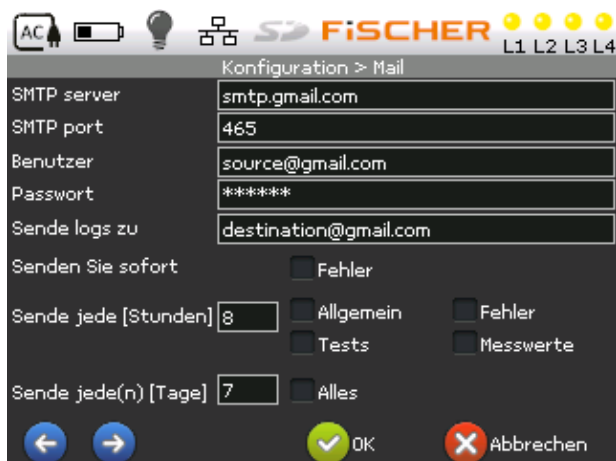 AC SD FiSCHER L1 L2 L3 L4
Konfiguration > Mail
SMTP server smtp.gmail.com
SMTP port 465
Benutzer source@gmail.com
Passwort ******
Sende logs zu destination@gmail.com
Senden Sie sofort Fehler
Sende jede [Stunden] 8 Allgemein Fehler
Tests Messwerte
Sende jede(n) [Tage] 7 Alles
OK Abbrechen